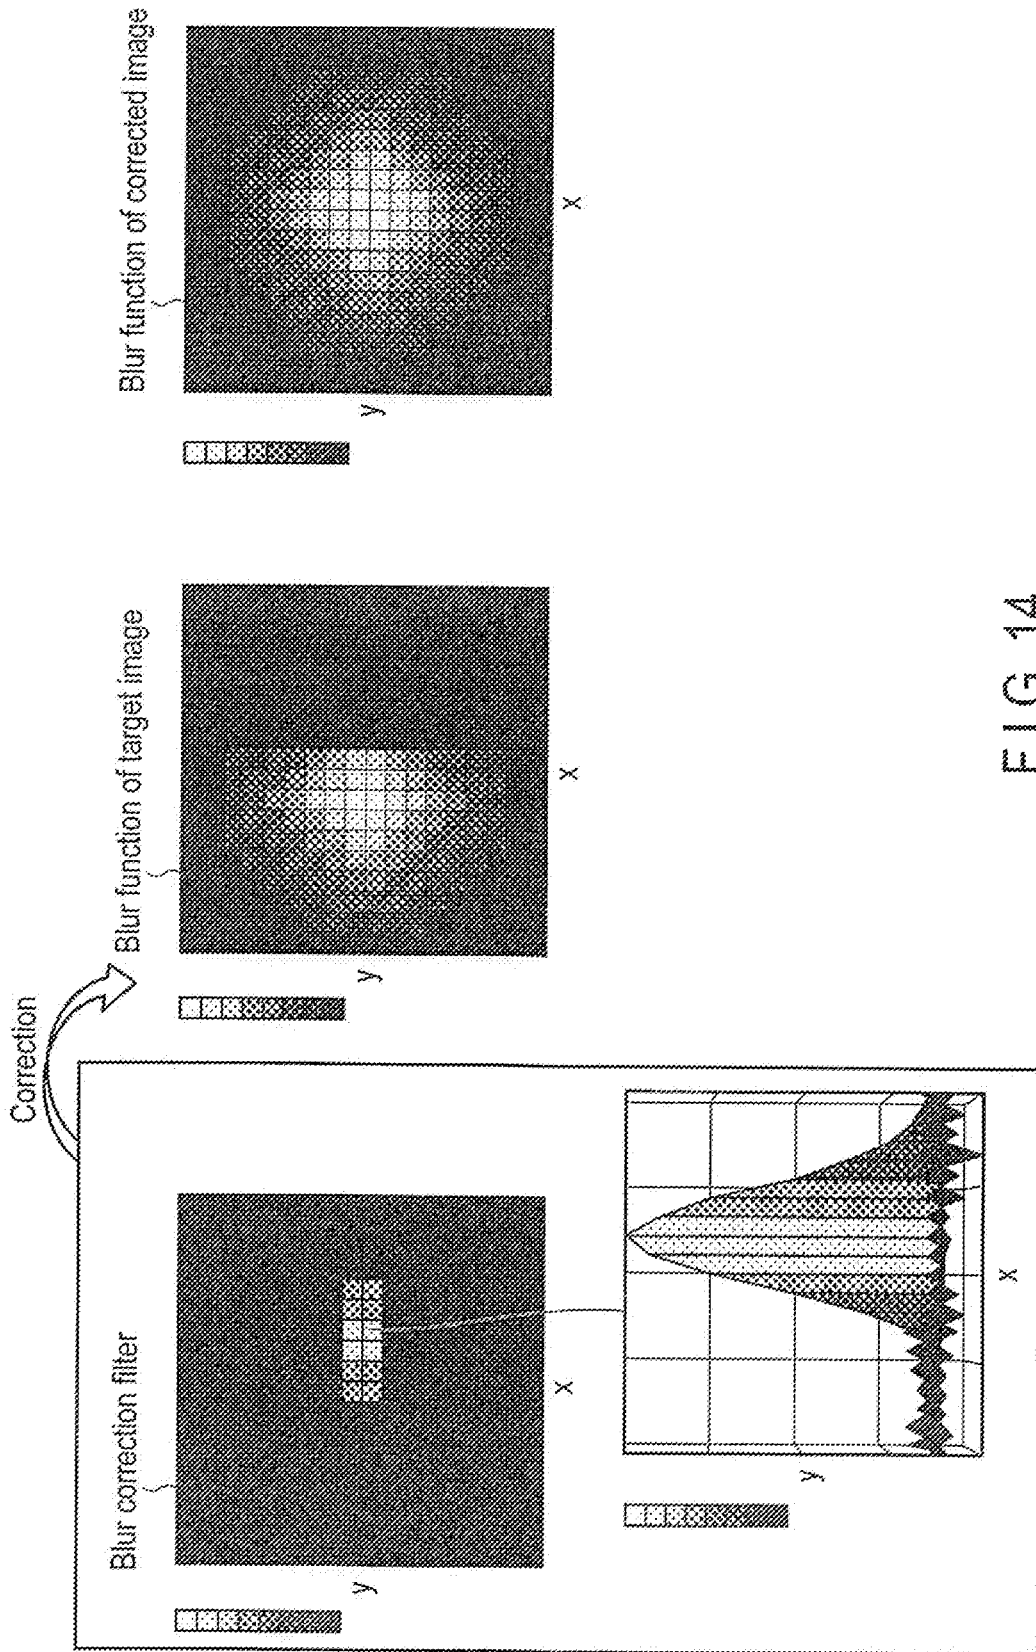 Correction
Blur correction filter
y
x
y
x
Blur function of target image
y
x
Blur function of corrected image
y
x
FIG. 14